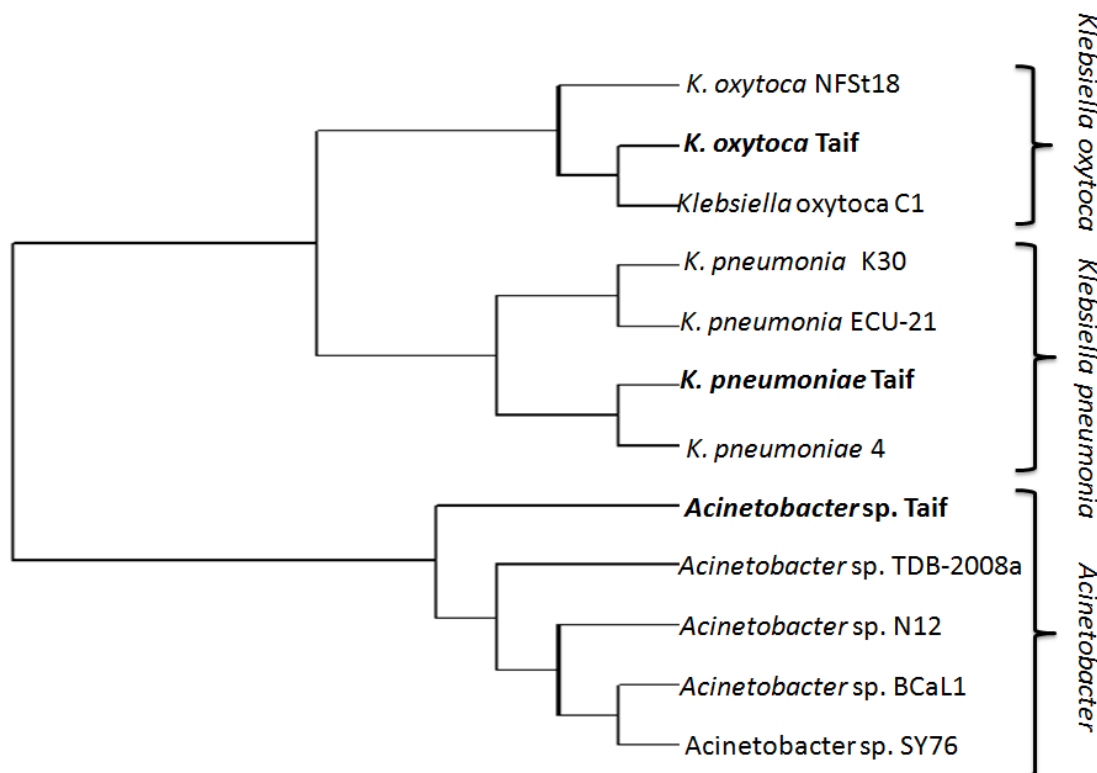 K. oxytoca NFSt18
K. oxytoca Taif
Klebsiella oxytoca C1
K. pneumonia K30
K. pneumonia ECU-21
K. pneumoniae Taif
K. pneumoniae 4
Acinetobacter sp. Taif
Acinetobacter sp. TDB-2008a
Acinetobacter sp. N12
Acinetobacter sp. BCaL1
Acinetobacter sp. SY76
Klebsiella oxytoca
Klebsiella pneumonia
Acinetobacter